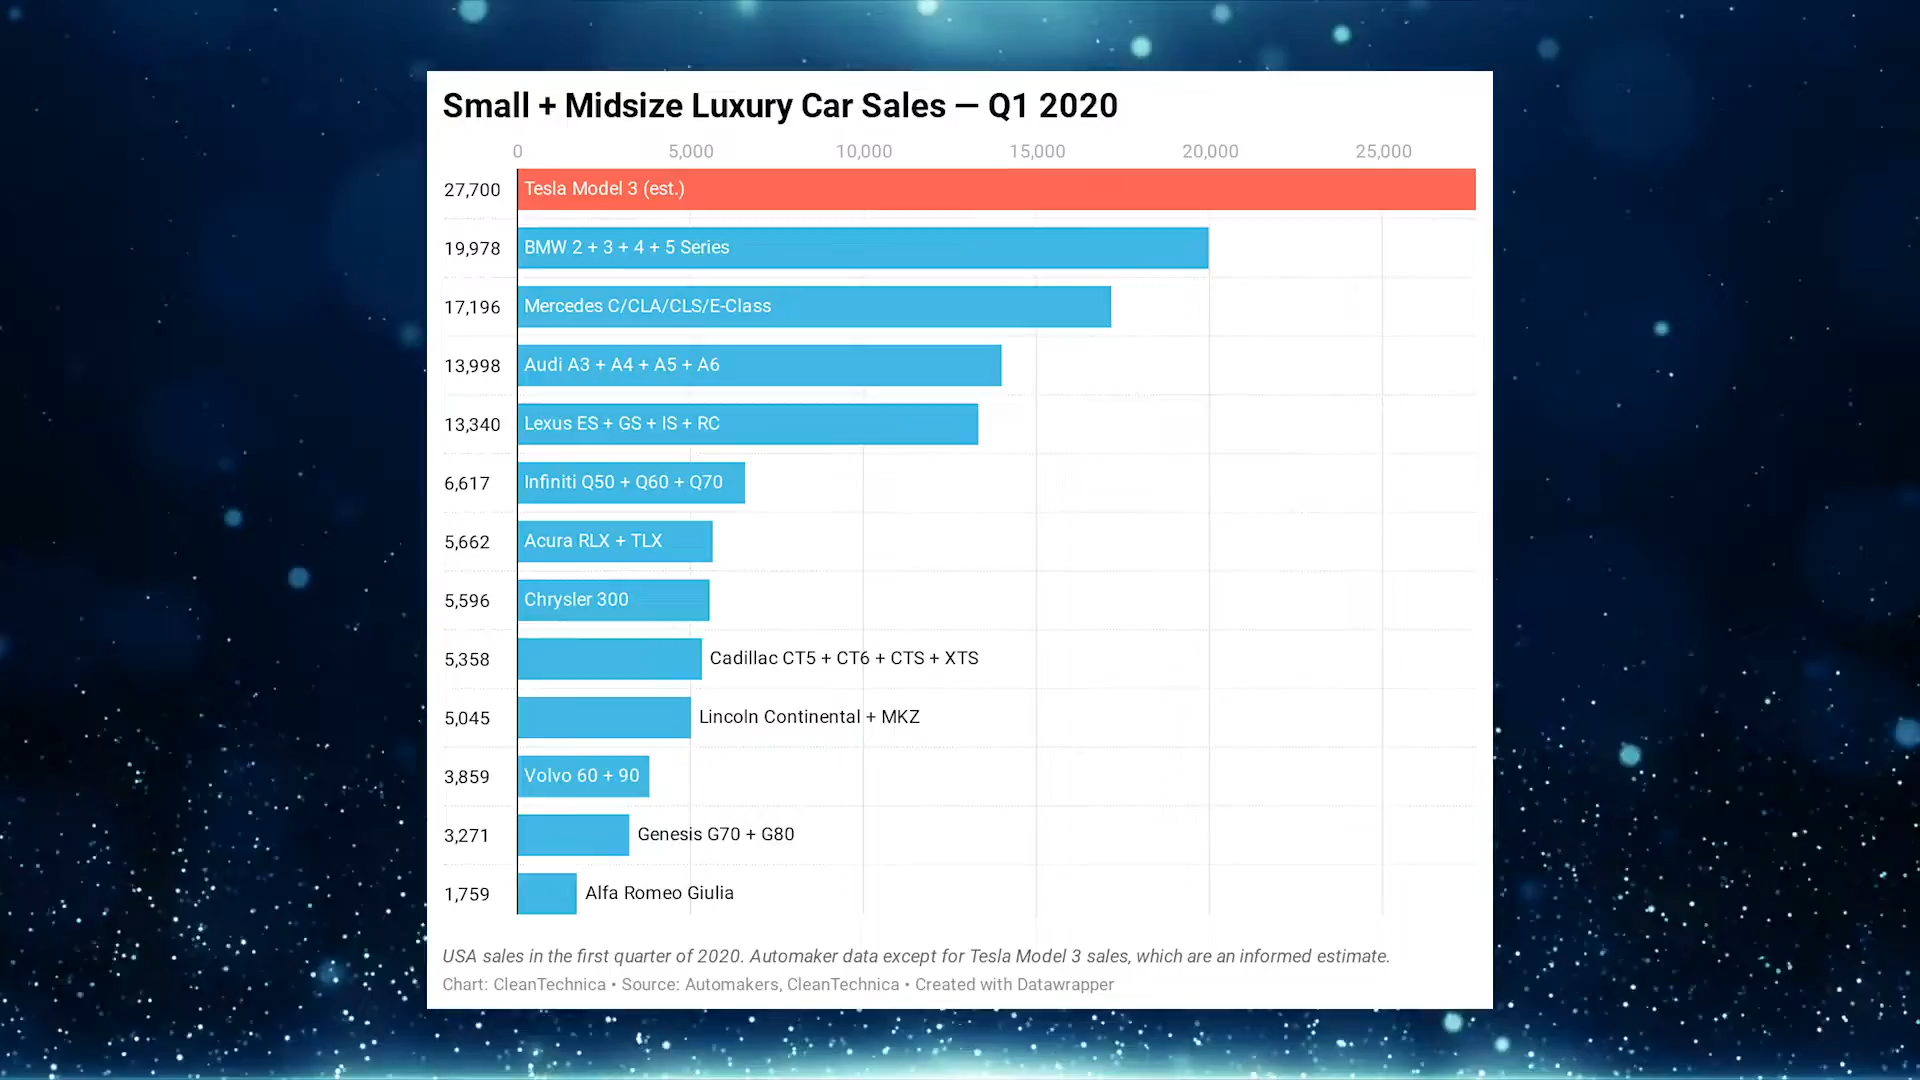 Small + Midsize Luxury Car Sales — Q1 2020
0 5,000 10,000 15,000 20,000 25,000
27,700 Tesla Model 3 (est.)
19,978 BMW 2 + 3 + 4 + 5 Series
17,196 Mercedes C/CLA/CLS/E-Class
13,998 Audi A3 + A4 + A5 + A6
13,340 Lexus ES + GS + IS + RC
6,617 Infiniti Q50 + Q60 + Q70
5,662 Acura RLX + TLX
5,596 Chrysler 300
5,358 Cadillac CT5 + CT6 + CTS + XTS
5,045 Lincoln Continental + MKZ
3,859 Volvo 60 + 90
3,271 Genesis G70 + G80
1,759 Alfa Romeo Giulia
USA sales in the first quarter of 2020. Automaker data except for Tesla Model 3 sales, which are an informed estimate.
Chart: CleanTechnica • Source: Automakers, CleanTechnica • Created with Datawrapper